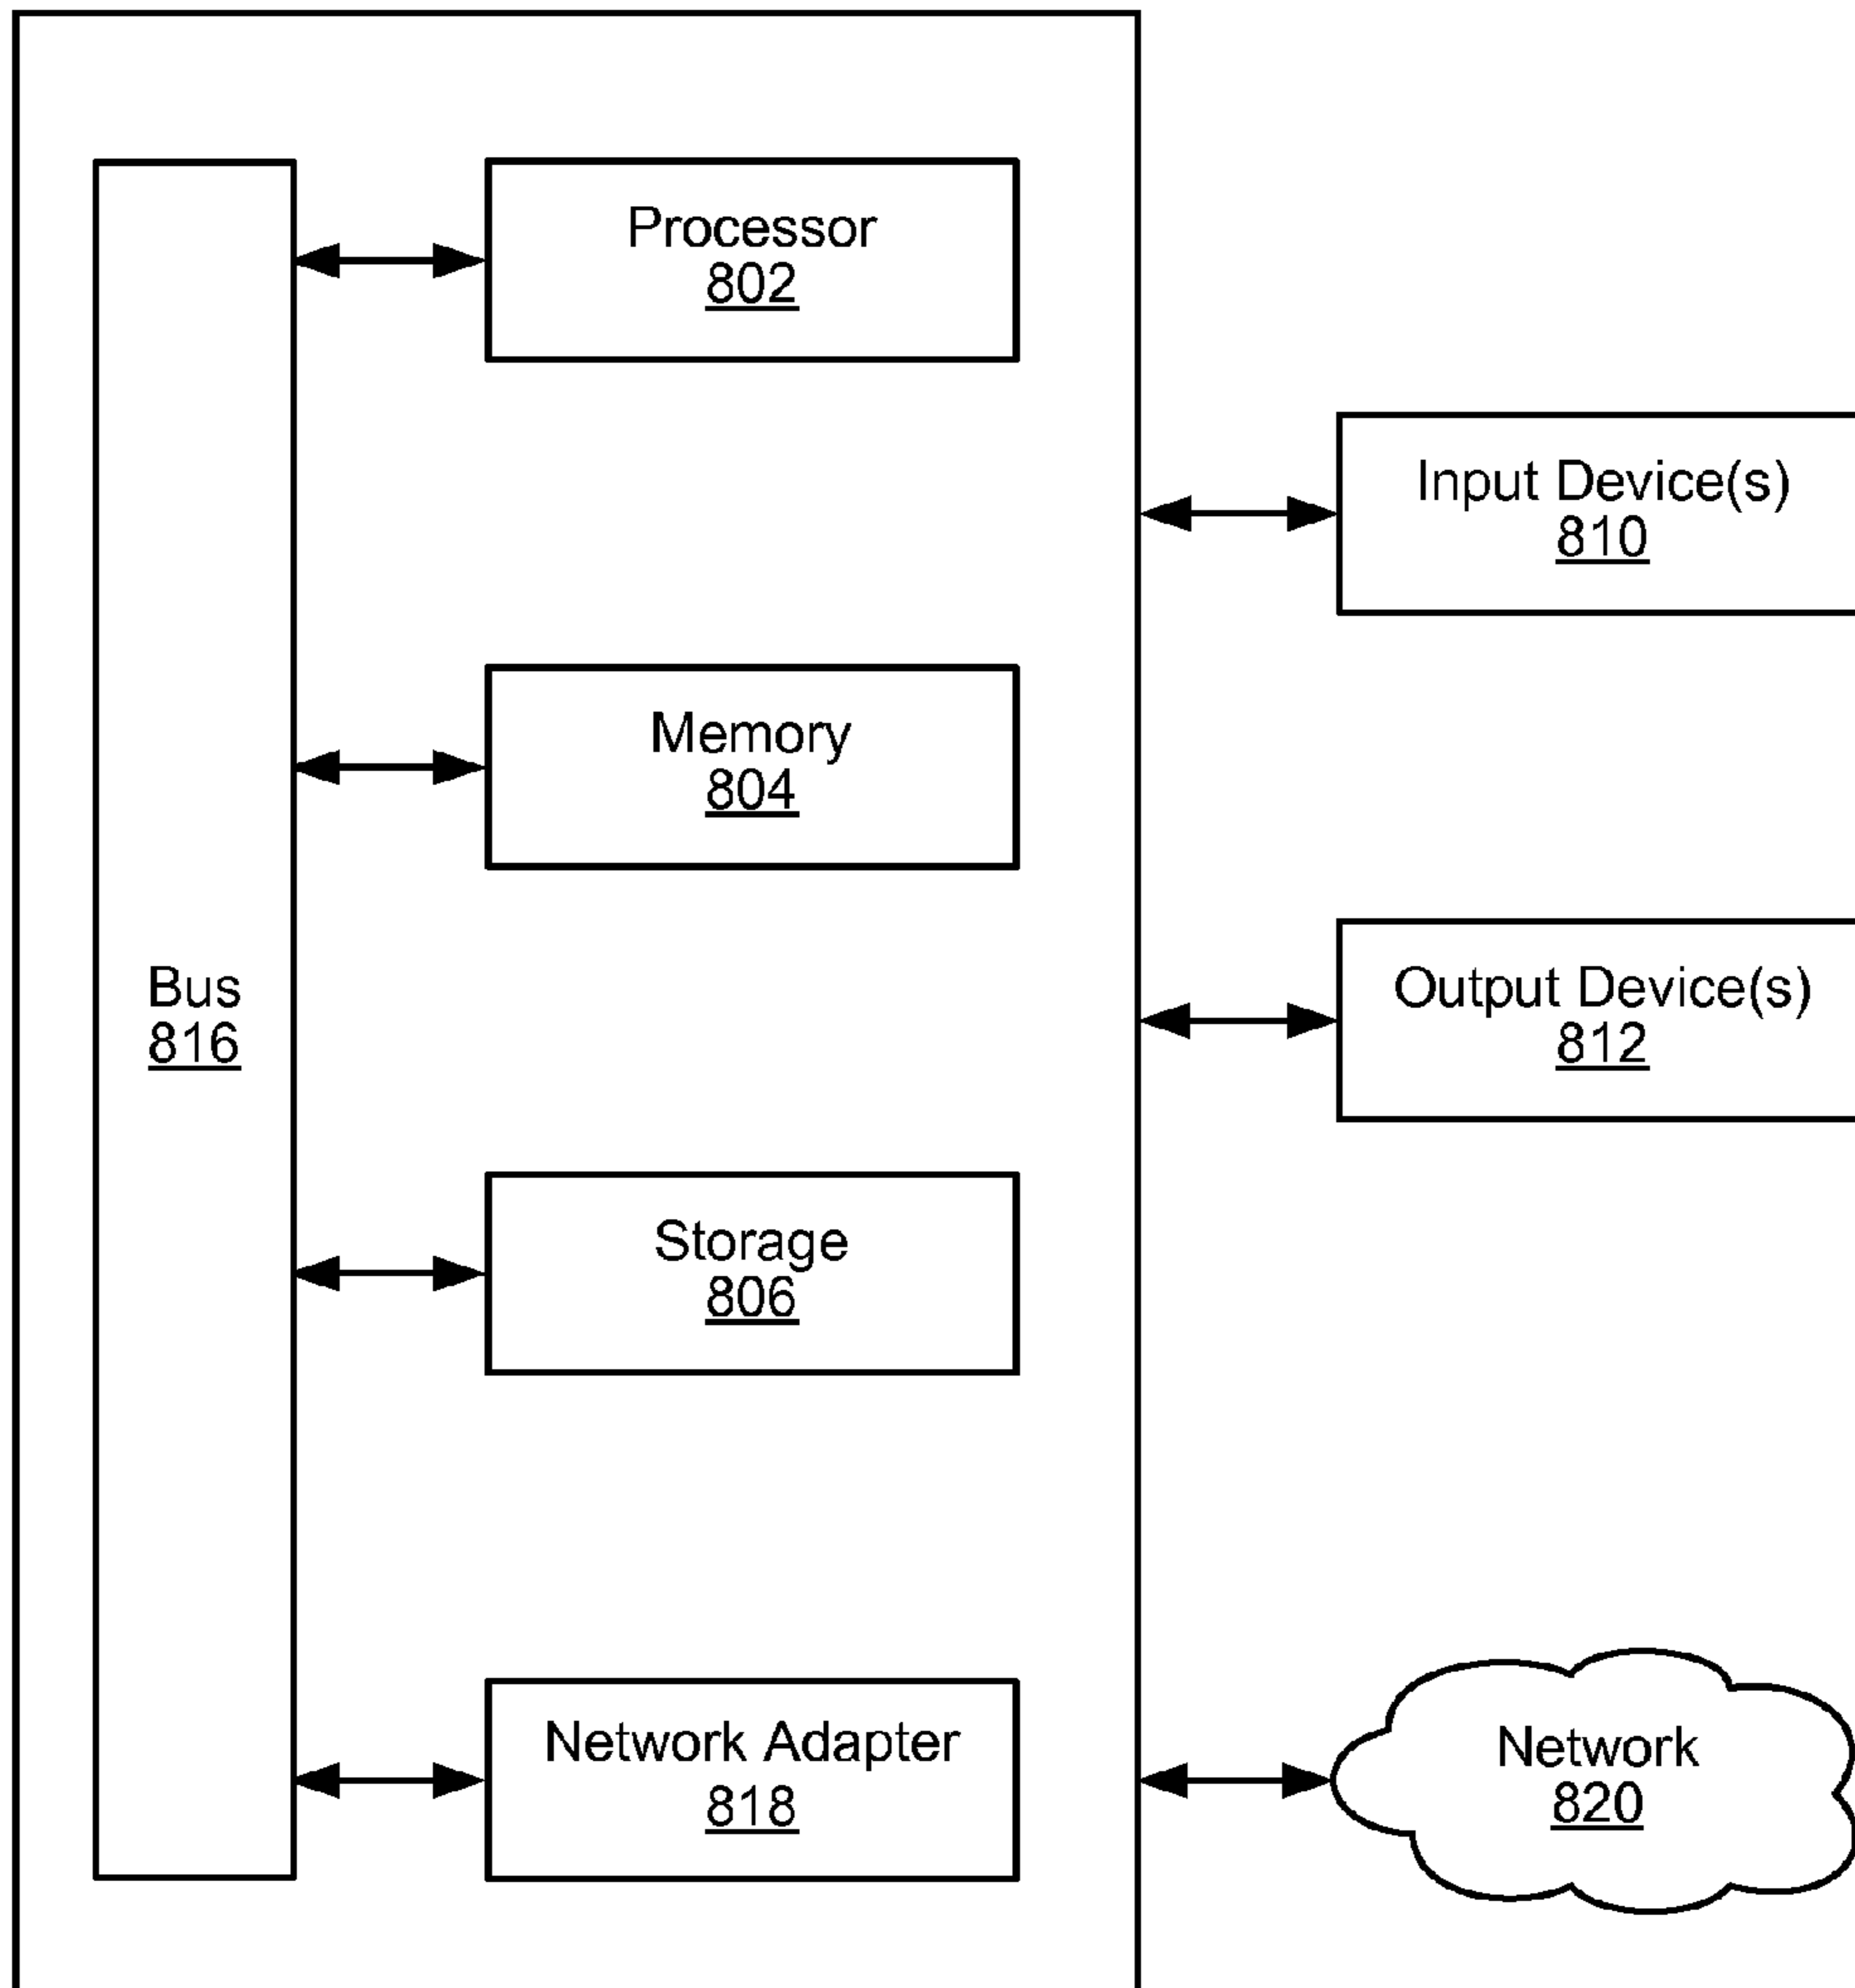 Processor
802
Input Device(s)
810
Memory
804
Bus
816
Output Device(s)
812
Storage
806
Network Adapter
818
Network
820